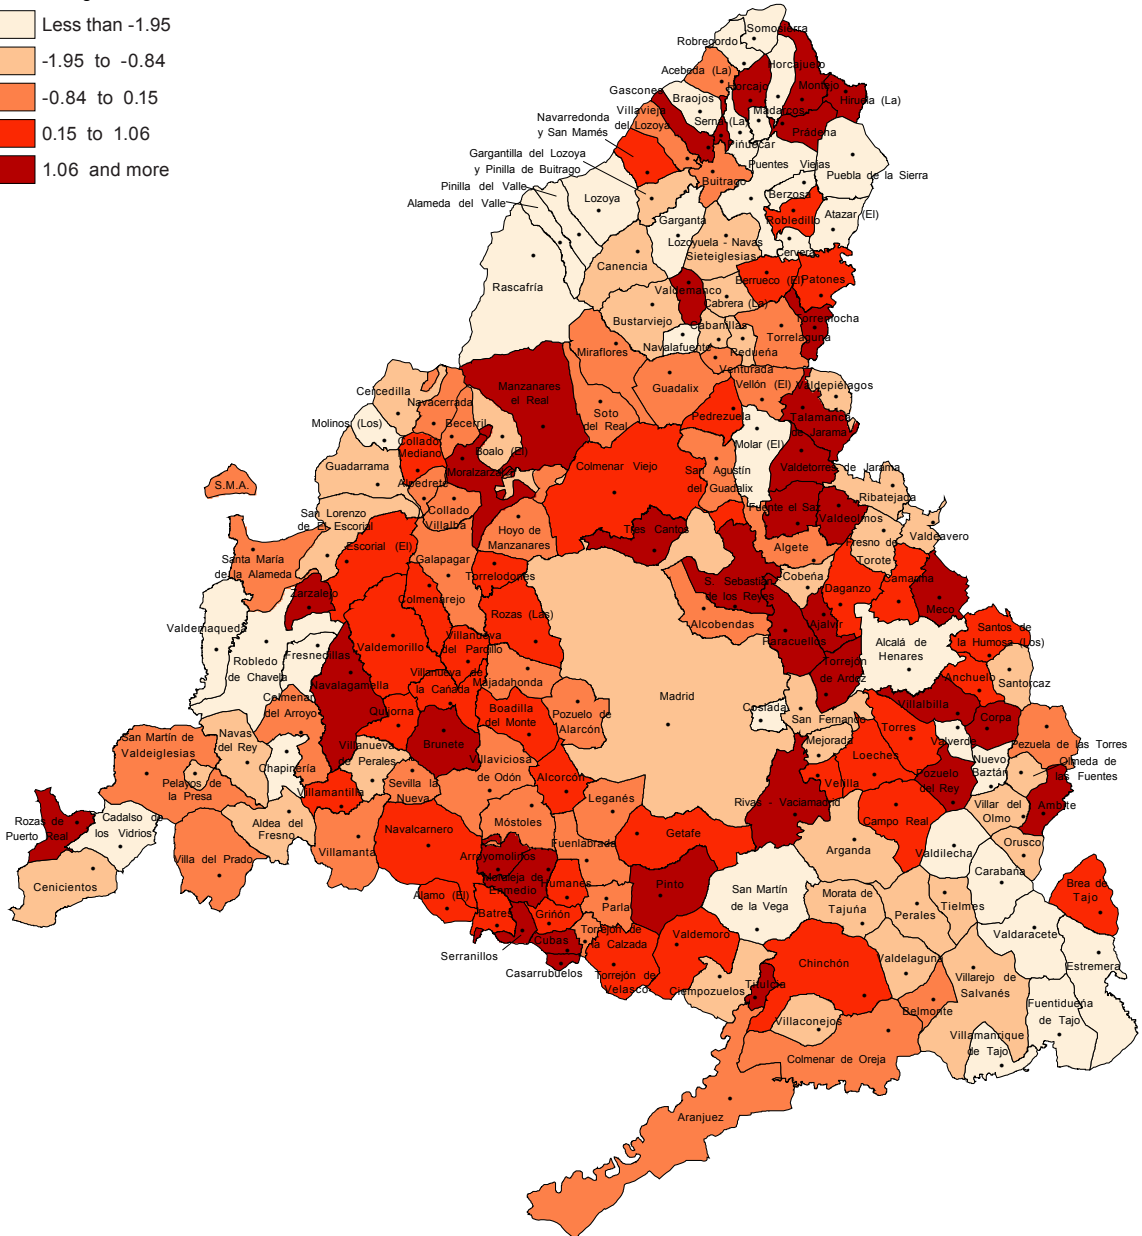 Less than -1.95
-1.95 to -0.84
-0.84 to 0.15
0.15 to 1.06
1.06 and more
Somosierra
Robregordo
Acebeda (La)
Horcajuelo
Horcajo
Montejo
Gascones
Braojos
Madarcos
Hiruela (La)
Villavieja
del Lozoya
Serna (La)
Prádena
Navarredonda
y San Mamés
Piñuecar
Gargantilla del Lozoya
y Pinilla de Buitrago
Puentes Viejas
Puebla de la Sierra
Buitrago
Pinilla del Valle
Alameda del Valle
Lozoya
Berzosa
Robledillo
Atazar (El)
Garganta
Lozoyuela - Navas
Sieteiglesias
Cervera
Canencia
Rascafría
Valdemanco
Berrueco (El)
Patones
Cabrera (La)
Bustarviejo
Cabanillas
Torremocha
Torrelaguna
Navalafuente
Redueña
Miraflores
Venturada
Guadalix
Vellón (El)
Valdepiélagos
Manzanares
el Real
Cercedilla
Navacerrada
Becerril
Soto
del Real
Pedrezuela
Talamanca
de Jarama
Molinos (Los)
Collado
Mediano
Boalo (El)
Molar (El)
Moralzarzal
Guadarrama
Colmenar Viejo
San
Agustín
del Guadalix
Valdetorres de Jarama
S.M.A.
Alpedrete
Ribatejada
Collado
Villalba
San Lorenzo
de El Escorial
Fuente el Saz
Valdeolmos
Hoyo de
Manzanares
Tres Cantos
Valdeavero
Fresno de
Torote
Escorial (El)
Algete
Santa María
de la Alameda
Galapagar
Torrelodones
Cobeña
Camarma
Meco
S. Sebastián
de los Reyes
Daganzo
Zarzalejo
Colmenarejo
Rozas (Las)
Alcobendas
Ajalvir
Valdemaqueda
Villanueva
del Pardillo
Paracuellos
Santos de
la Humosa (Los)
Valdemorillo
Alcalá de
Henares
Fresnedillas
Robledo
de Chavela
Torrejón
de Ardoz
Anchuelo
Santorcaz
Navalagamella
Villanueva de
la Cañada
Majadahonda
Madrid
Colmenar
del Arroyo
Quijorna
Boadilla
del Monte
Pozuelo de
Alarcón
Coslada
San Fernando
Villalbilla
Corpa
Torres
Navas
del Rey
San Martín de
Valdeiglesias
Brunete
Mejorada
Velverde
Pezuela de las Torres
Villanueva
de Perales
Villaviciosa
de Odón
Loeches
Nuevo
Baztán
Olmeda de
las Fuentes
Chapinería
Pelayos de
la Presa
Sevilla la
Nueva
Alcorcón
Velilla
Pozuelo
del Rey
Villamantilla
Leganés
Rivas - Vaciamadrid
Villar del
Olmo
Ambite
Rozas de
Puerto Real
Cadalso de
los Vidrios
Aldea del
Fresno
Móstoles
Campo Real
Navalcarnero
Getafe
Fuenlabrada
Arganda
Orusco
Villa del Prado
Villamanta
Arroyomolinos
Valdilecha
Moraleja de
Enmedio
Humanes
Carabaña
Cenicientos
Pinto
Brea de
Tajo
Alamo (El)
San Martín
de la Vega
Morata de
Tajuña
Tielmes
Batres
Griñón
Parla
Perales
Valdaracete
Torrejón de
la Calzada
Valdemoro
Cubas
Serranillos
Casarrubuelos
Valdelaguna
Estremera
Chinchón
Torrejón de
Velasco
Villarejo de
Salvanés
Ciempozuelos
Titulcia
Fuentidueña
de Tajo
Belmonte
Villaconejos
Villamanrique
de Tajo
Colmenar de Oreja
Aranjuez